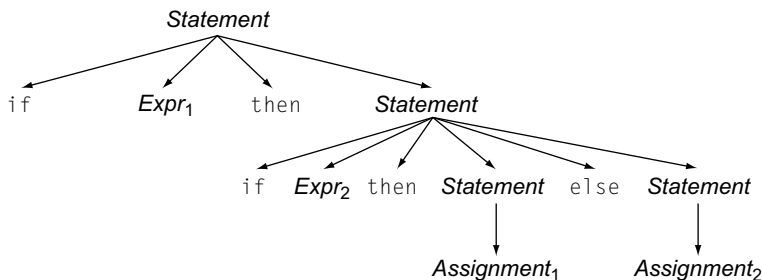 Statement
if Expr₁ then Statement
if Expr₂ then Statement else Statement
Assignment₁ Assignment₂